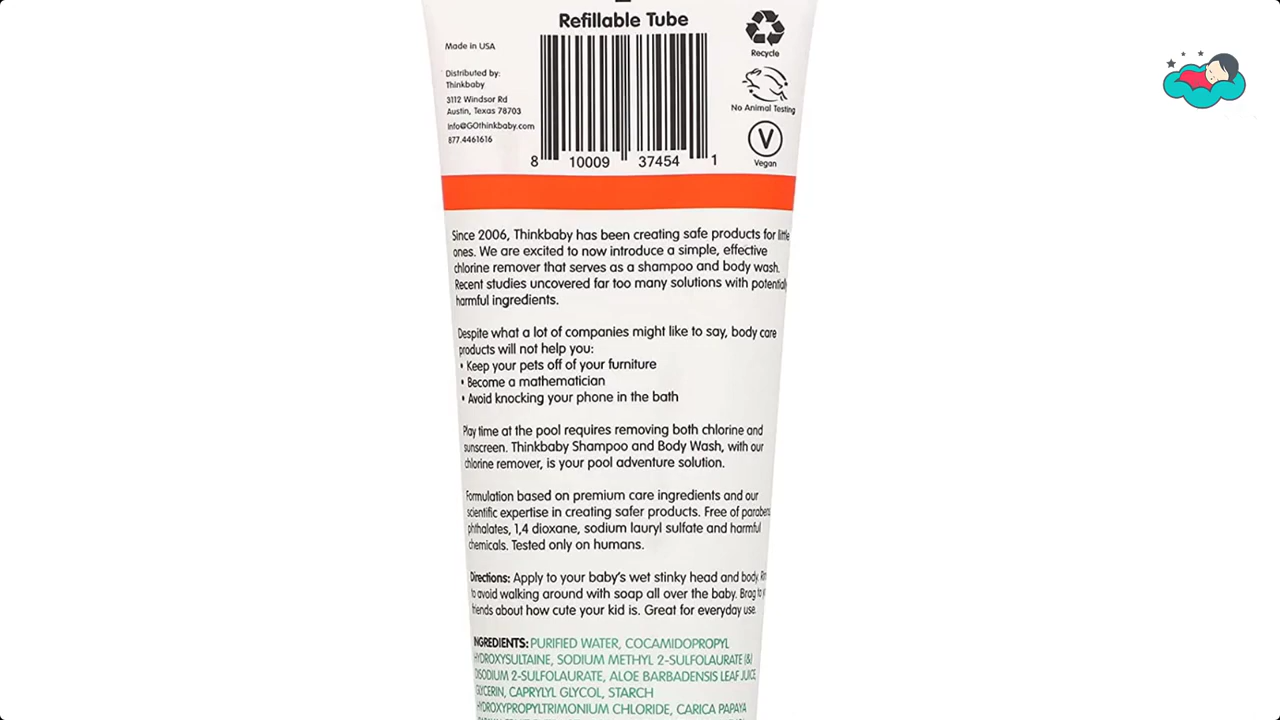 Refillable Tube
Made in USA
Distributed by:
Thinkbaby
3112 Windsor Rd
Austin, Texas 78703
Info@GOthinkbaby.com
877.4461616
8 10009 37454 1
Recycle
No Animal Testing
V
Vegan
Since 2006, Thinkbaby has been creating safe products for little
ones. We are excited to now introduce a simple, effective
chlorine remover that serves as a shampoo and body wash.
Recent studies uncovered far too many solutions with potentially
harmful ingredients.
Despite what a lot of companies might like to say, body care
products will not help you:
• Keep your pets off of your furniture
• Become a mathematician
• Avoid knocking your phone in the bath
Play time at the pool requires removing both chlorine and
sunscreen. Thinkbaby Shampoo and Body Wash, with our
chlorine remover, is your pool adventure solution.
Formulation based on premium care ingredients and our
scientific expertise in creating safer products. Free of parabens
phthalates, 1,4 dioxane, sodium lauryl sulfate and harmful
chemicals. Tested only on humans.
Directions: Apply to your baby's wet stinky head and body.
to avoid walking around with soap all over the baby. Brag to
friends about how cute your kid is. Great for everyday use.
INGREDIENTS: PURIFIED WATER, COCAMIDOPROPYL
HYDROXYSULTAINE, SODIUM METHYL 2-SULFOLAURATE (&)
DISODIUM 2-SULFOLAURATE, ALOE BARBADENSIS LEAF JUICE
GLYCERIN, CAPRYLYL GLYCOL, STARCH
HYDROXYPROPYLTRIMONIUM CHLORIDE, CARICA PAPAYA